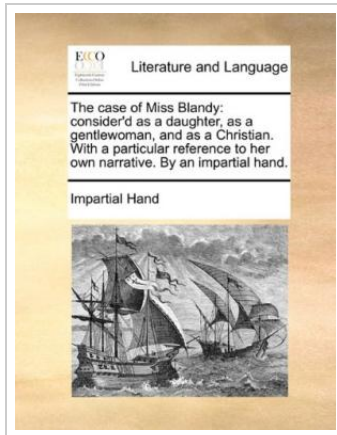 ECCO
Literature and Language
The case of Miss Blandy:
consider'd as a daughter, as a
gentlewoman, and as a Christian.
With a particular reference to her
own narrative. By an impartial hand.
Impartial Hand